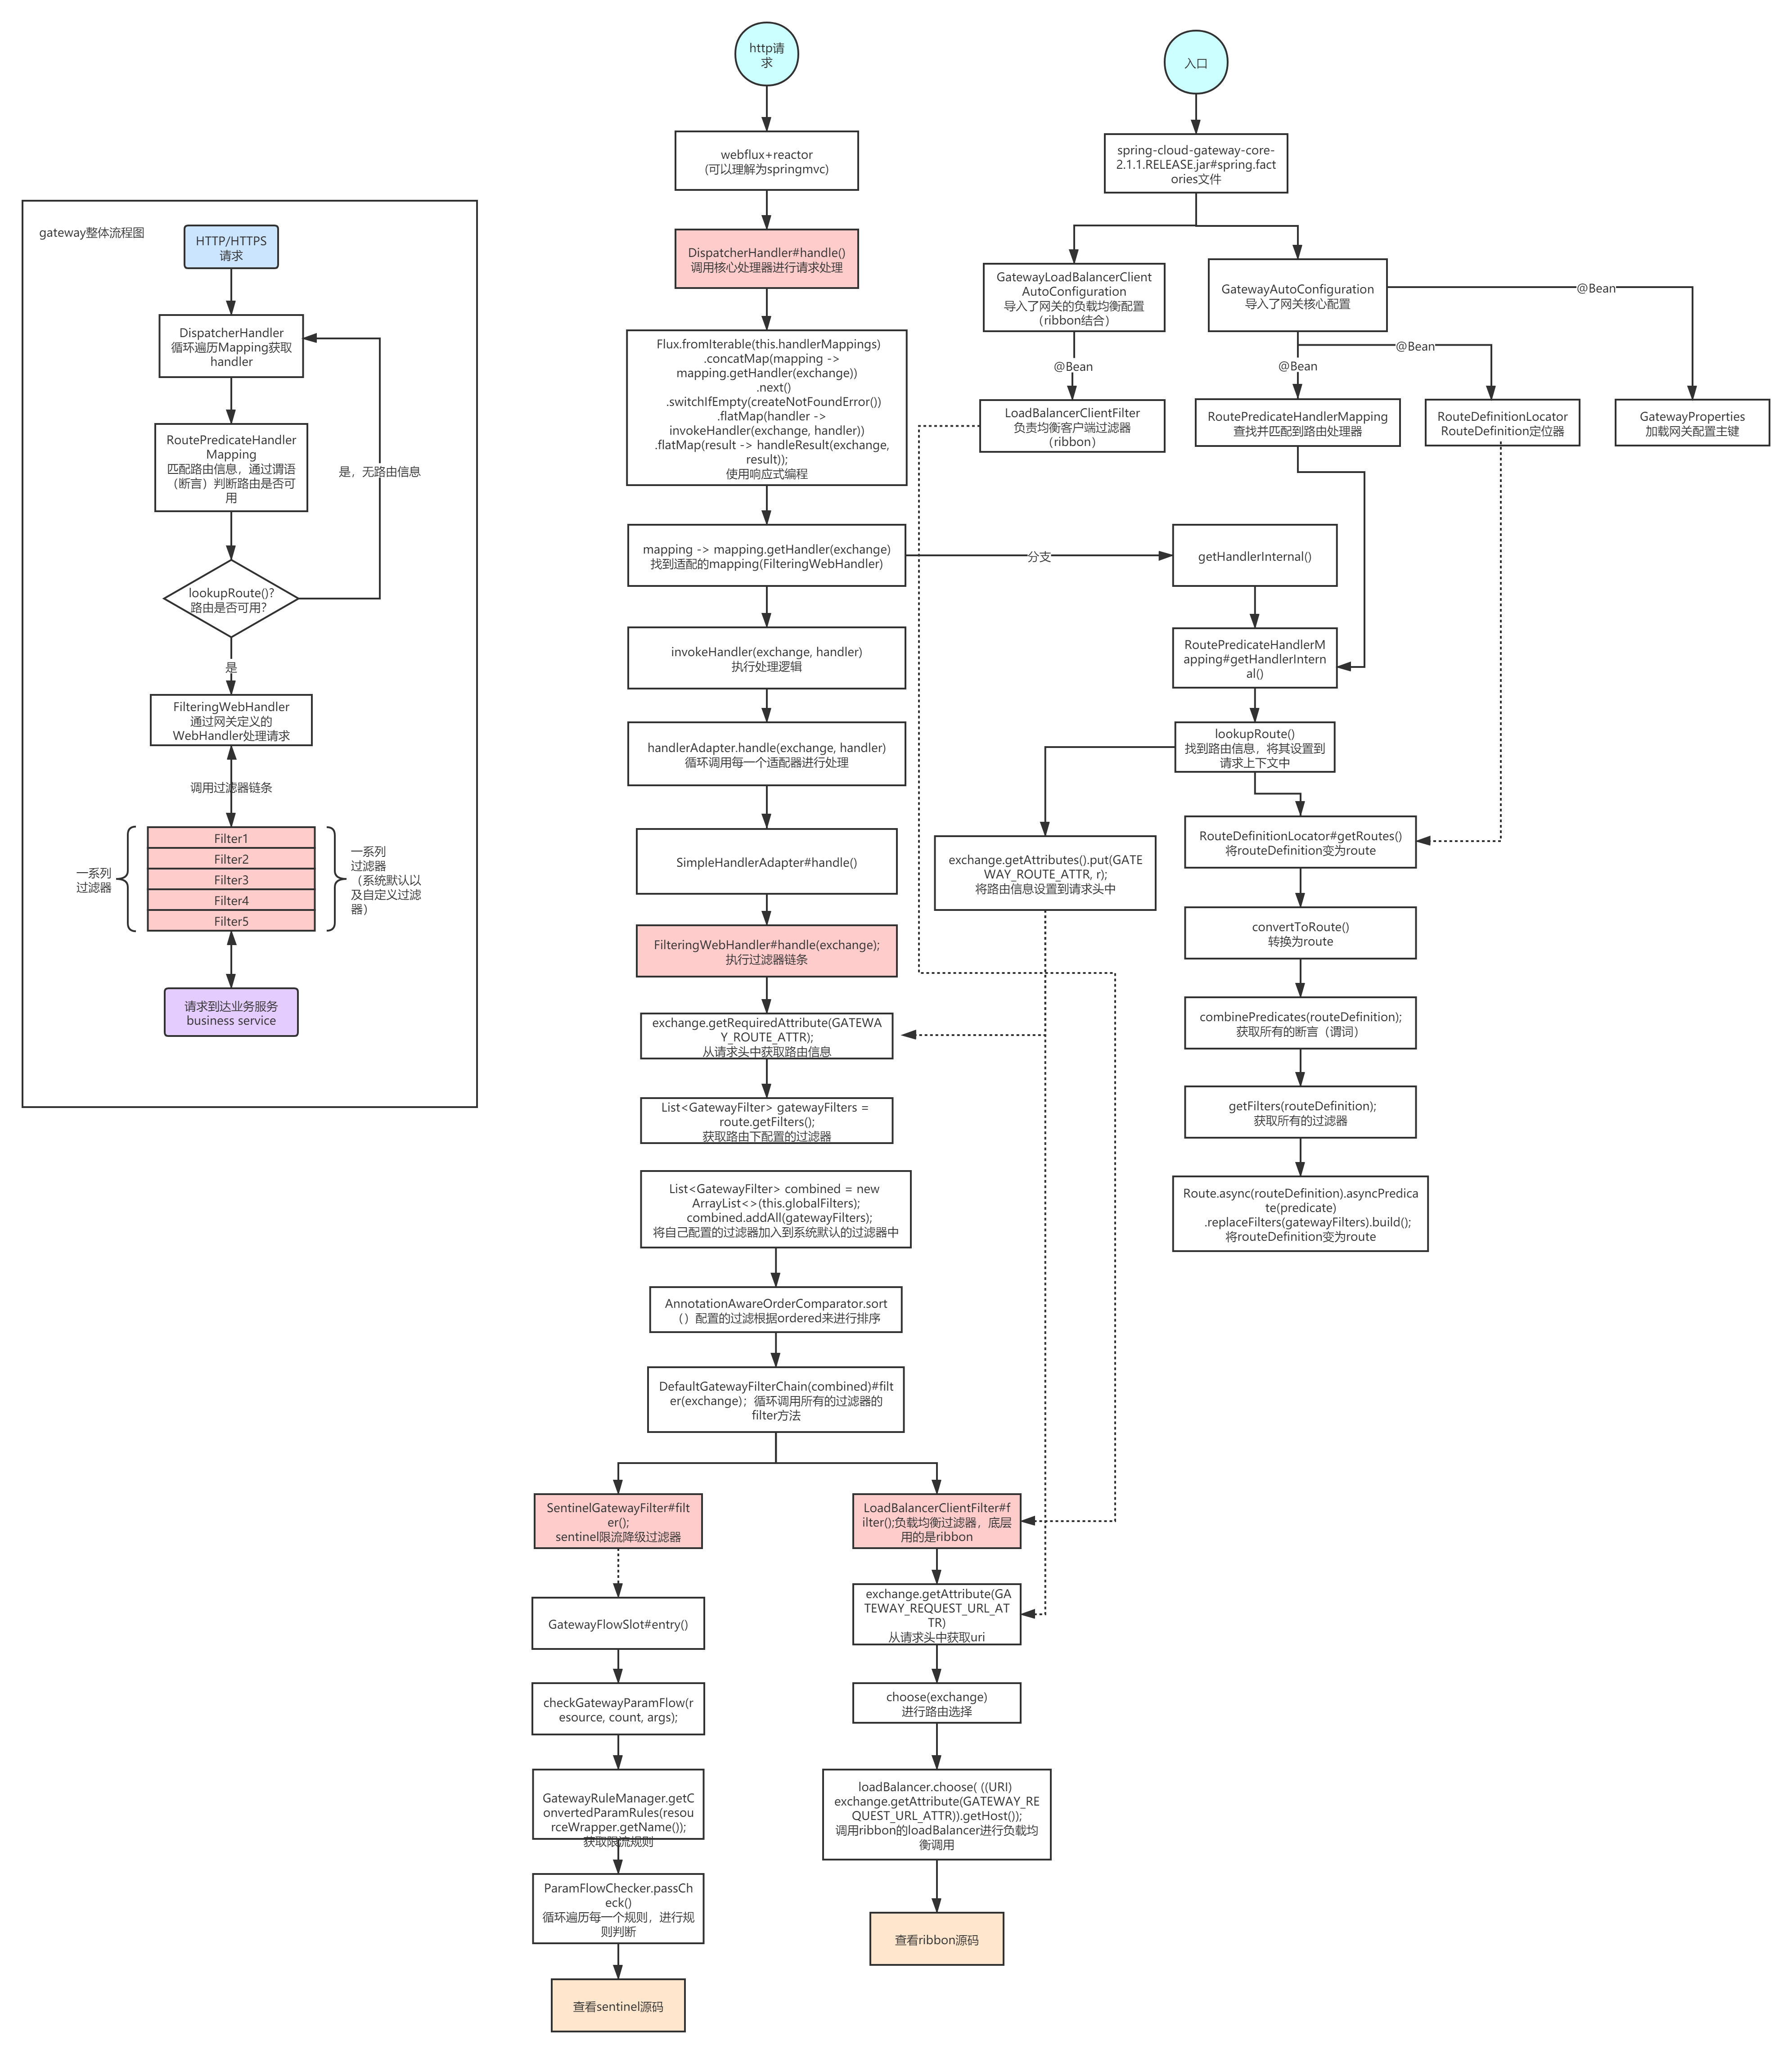 gateway整体流程图
HTTP/HTTPS
请求
DispatcherHandler
循环遍历Mapping获取
handler
RoutePredicateHandler
Mapping
匹配路由信息，通过谓语
（断言）判断路由是否可
用
是，无路由信息
lookupRoute()?
路由是否可用?
是
FilteringWebHandler
通过网关定义的
WebHandler处理请求
调用过滤器链条
一系列
过滤器
Filter1
Filter2
Filter3
Filter4
Filter5
一系列
过滤器
（系统默认以
及自定义过滤
器）
请求到达业务服务
business service
http请
求
webflux+reactor
(可以理解为springmvc)
DispatcherHandler#handle()
调用核心处理器进行请求处理
Flux.fromIterable(this.handlerMappings)
.concatMap(mapping ->
mapping.getHandler(exchange))
.next()
.switchIfEmpty(createNotFoundError())
.flatMap(handler ->
invokeHandler(exchange, handler))
.flatMap(result -> handleResult(exchange,
result));
使用响应式编程
mapping -> mapping.getHandler(exchange)
找到适配的mapping(FilteringWebHandler)
分支
invokeHandler(exchange, handler)
执行处理逻辑
handlerAdapter.handle(exchange, handler)
循环调用每一个适配器进行处理
SimpleHandlerAdapter#handle()
FilteringWebHandler#handle(exchange);
执行过滤器链条
exchange.getRequiredAttribute(GATEWA
Y_ROUTE_ATTR);
从请求头中获取路由信息
List<GatewayFilter> gatewayFilters =
route.getFilters();
获取路由下配置的过滤器
List<GatewayFilter> combined = new
ArrayList<>(this.globalFilters);
combined.addAll(gatewayFilters);
将自己配置的过滤器加入到系统默认的过滤器中
AnnotationAwareOrderComparator.sort
（）配置的过滤根据ordered来进行排序
DefaultGatewayFilterChain(combined)#filt
er(exchange)；循环调用所有的过滤器的
filter方法
SentinelGatewayFilter#filt
er();
sentinel限流降级过滤器
GatewayFlowSlot#entry()
checkGatewayParamFlow(r
esource, count, args);
GatewayRuleManager.getC
onvertedParamRules(resou
rceWrapper.getName());
获取限流规则
ParamFlowChecker.passCh
eck()
循环遍历每一个规则，进行规
则判断
查看sentinel源码
LoadBalancerClientFilter#f
ilter();负载均衡过滤器，底层
用的是ribbon
exchange.getAttribute(GA
TEWAY_REQUEST_URL_AT
TR)
从请求头中获取uri
choose(exchange)
进行路由选择
loadBalancer.choose( ((URI)
exchange.getAttribute(GATEWAY_RE
QUEST_URL_ATTR)).getHost());
调用ribbon的loadBalancer进行负载均
衡调用
查看ribbon源码
入口
spring-cloud-gateway-core-
2.1.1.RELEASE.jar#spring.fact
ories文件
GatewayLoadBalancerClient
AutoConfiguration
导入了网关的负载均衡配置
（ribbon结合）
@Bean
LoadBalancerClientFilter
负责均衡客户端过滤器
（ribbon）
GatewayAutoConfiguration
导入了网关核心配置
@Bean
@Bean
@Bean
RoutePredicateHandlerMapping
查找并匹配到路由处理器
RouteDefinitionLocator
RouteDefinition定位器
GatewayProperties
加载网关配置主键
getHandlerInternal()
RoutePredicateHandlerM
apping#getHandlerIntern
al()
lookupRoute()
找到路由信息，将其设置到
请求上下文中
exchange.getAttributes().put(GATE
WAY_ROUTE_ATTR, r);
将路由信息设置到请求头中
RouteDefinitionLocator#getRoutes()
将routeDefinition变为route
convertToRoute()
转换为route
combinePredicates(routeDefinition);
获取所有的断言（谓词）
getFilters(routeDefinition);
获取所有的过滤器
Route.async(routeDefinition).asyncPredica
te(predicate)
.replaceFilters(gatewayFilters).build();
将routeDefinition变为route